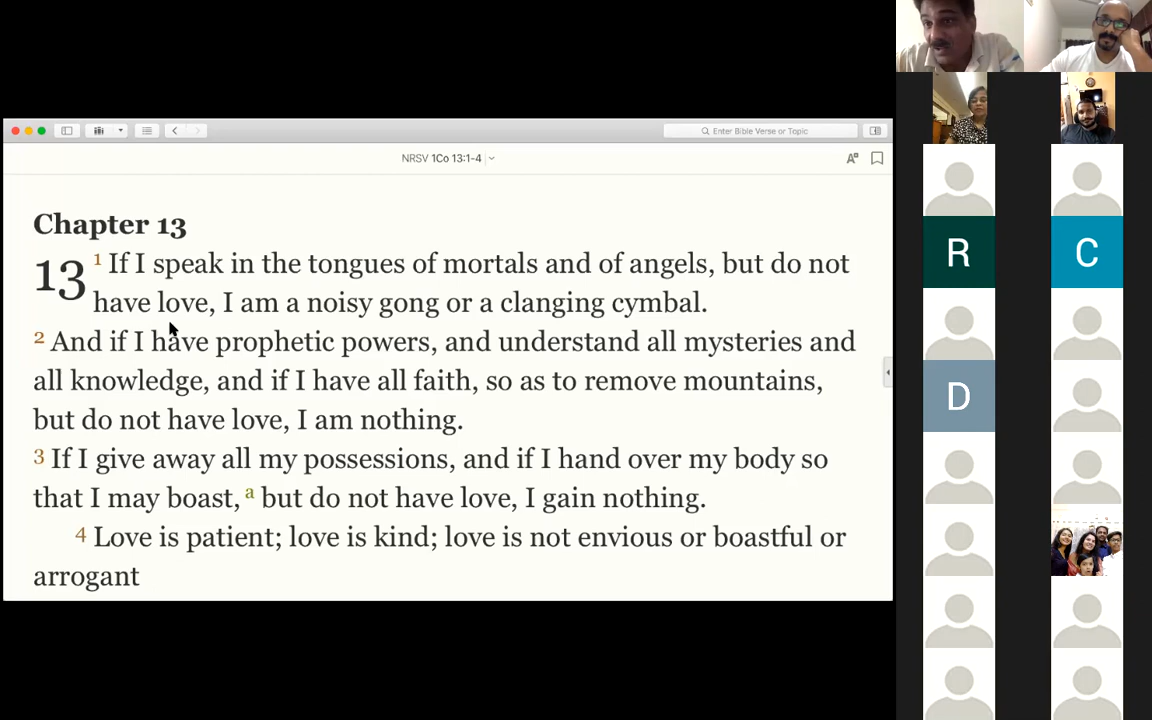 Enter Bible Verse or Topic
NRSV 1Co 13:1-4
Chapter 13
13 1 If I speak in the tongues of mortals and of angels, but do not
have love, I am a noisy gong or a clanging cymbal.
2 And if I have prophetic powers, and understand all mysteries and
all knowledge, and if I have all faith, so as to remove mountains,
but do not have love, I am nothing.
3 If I give away all my possessions, and if I hand over my body so
that I may boast, a but do not have love, I gain nothing.
4 Love is patient; love is kind; love is not envious or boastful or
arrogant
R
C
D